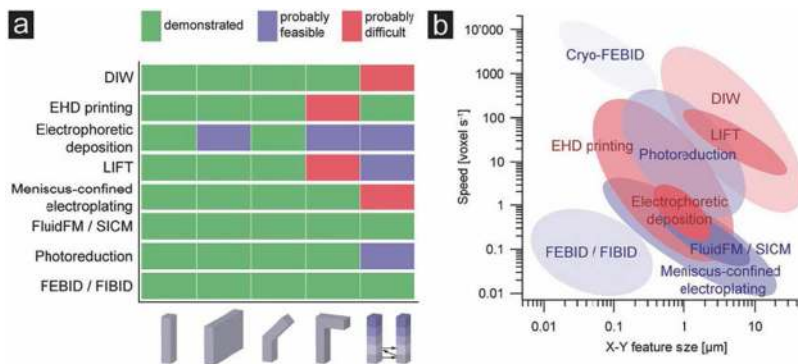 a
demonstrated
probably
feasible
probably
difficult
DIW
EHD printing
Electrophoretic
deposition
LIFT
Meniscus-confined
electroplating
FluidFM / SICM
Photoreduction
FEBID / FIBID
b
Speed [voxel s⁻¹]
10'000
1000
100
10
1
0.1
0.01
Cryo-FEBID
DIW
LIFT
EHD printing
Photoreduction
Electrophoretic
deposition
FEBID / FIBID
FluidFM / SICM
Meniscus-confined
electroplating
0.01
0.1
1
10
X-Y feature size [µm]